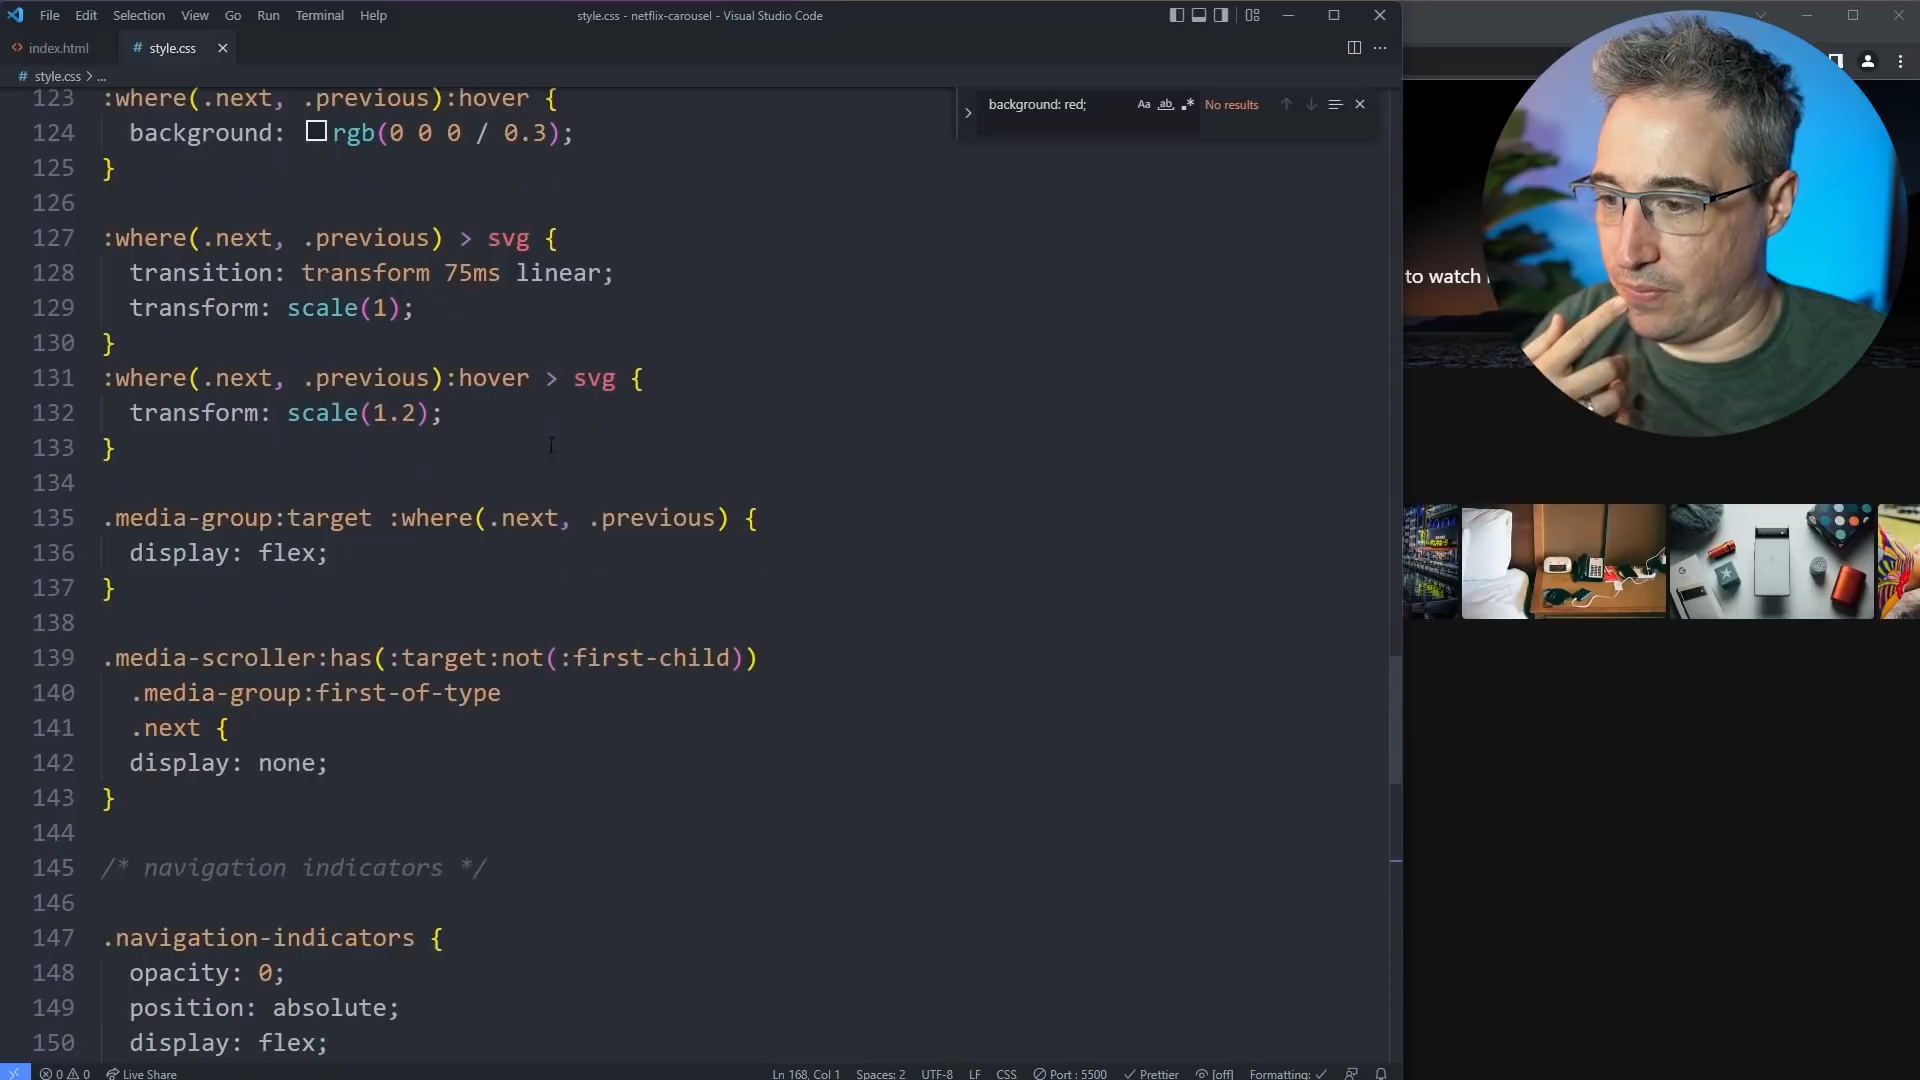 File Edit Selection View Go Run Terminal Help
style.css - netflix-carousel - Visual Studio Code
index.html
# style.css
# style.css > ...
background: red;
Aa ab .* No results
123 :where(.next, .previous):hover {
124 background: rgb(0 0 0 / 0.3);
125 }
126
127 :where(.next, .previous) > svg {
128 transition: transform 75ms linear;
129 transform: scale(1);
130 }
131 :where(.next, .previous):hover > svg {
132 transform: scale(1.2);
133 }
134
135 .media-group:target :where(.next, .previous) {
136 display: flex;
137 }
138
139 .media-scroller:has(:target:not(:first-child))
140 .media-group:first-of-type
141 .next {
142 display: none;
143 }
144
145 /* navigation indicators */
146
147 .navigation-indicators {
148 opacity: 0;
149 position: absolute;
150 display: flex;
to watch
0 0 Live Share
Ln 168, Col 1 Spaces: 2 UTF-8 LF CSS Port : 5500 Prettier [off] Formatting: